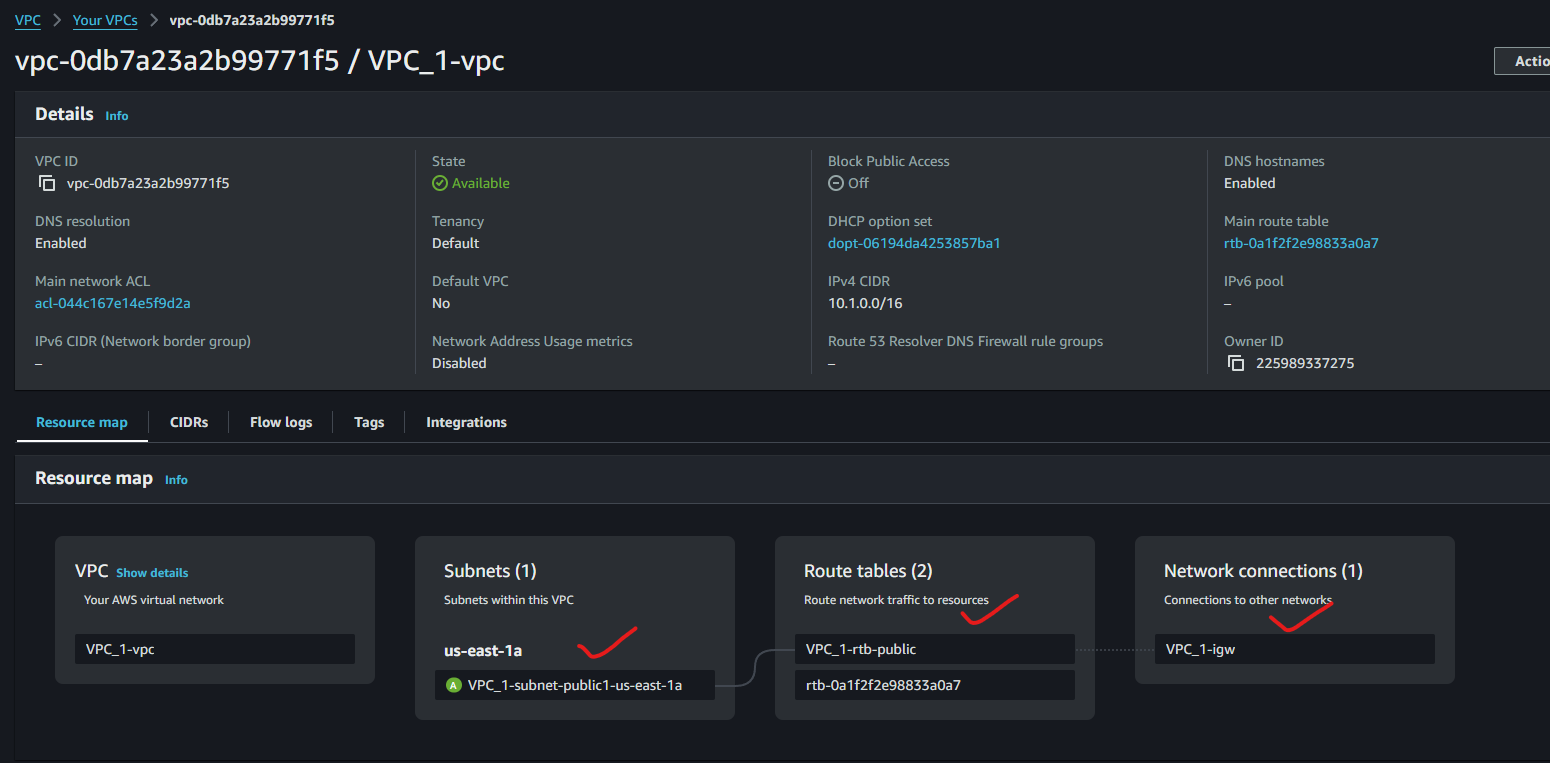 VPC > Your VPCs > vpc-0db7a23a2b99771f5
vpc-0db7a23a2b99771f5 / VPC_1-vpc
Actio
Details Info
VPC ID
vpc-0db7a23a2b99771f5
State
Available
Block Public Access
Off
DNS hostnames
Enabled
DNS resolution
Enabled
Tenancy
Default
DHCP option set
dopt-06194da4253857ba1
Main route table
rtb-0a1f2f2e98833a0a7
Main network ACL
acl-044c167e14e5f9d2a
Default VPC
No
IPv4 CIDR
10.1.0.0/16
IPv6 pool
–
IPv6 CIDR (Network border group)
–
Network Address Usage metrics
Disabled
Route 53 Resolver DNS Firewall rule groups
–
Owner ID
225989337275
Resource map CIDRs Flow logs Tags Integrations
Resource map Info
VPC Show details
Your AWS virtual network
VPC_1-vpc
Subnets (1)
Subnets within this VPC
us-east-1a
A VPC_1-subnet-public1-us-east-1a
Route tables (2)
Route network traffic to resources
VPC_1-rtb-public
rtb-0a1f2f2e98833a0a7
Network connections (1)
Connections to other networks
VPC_1-igw